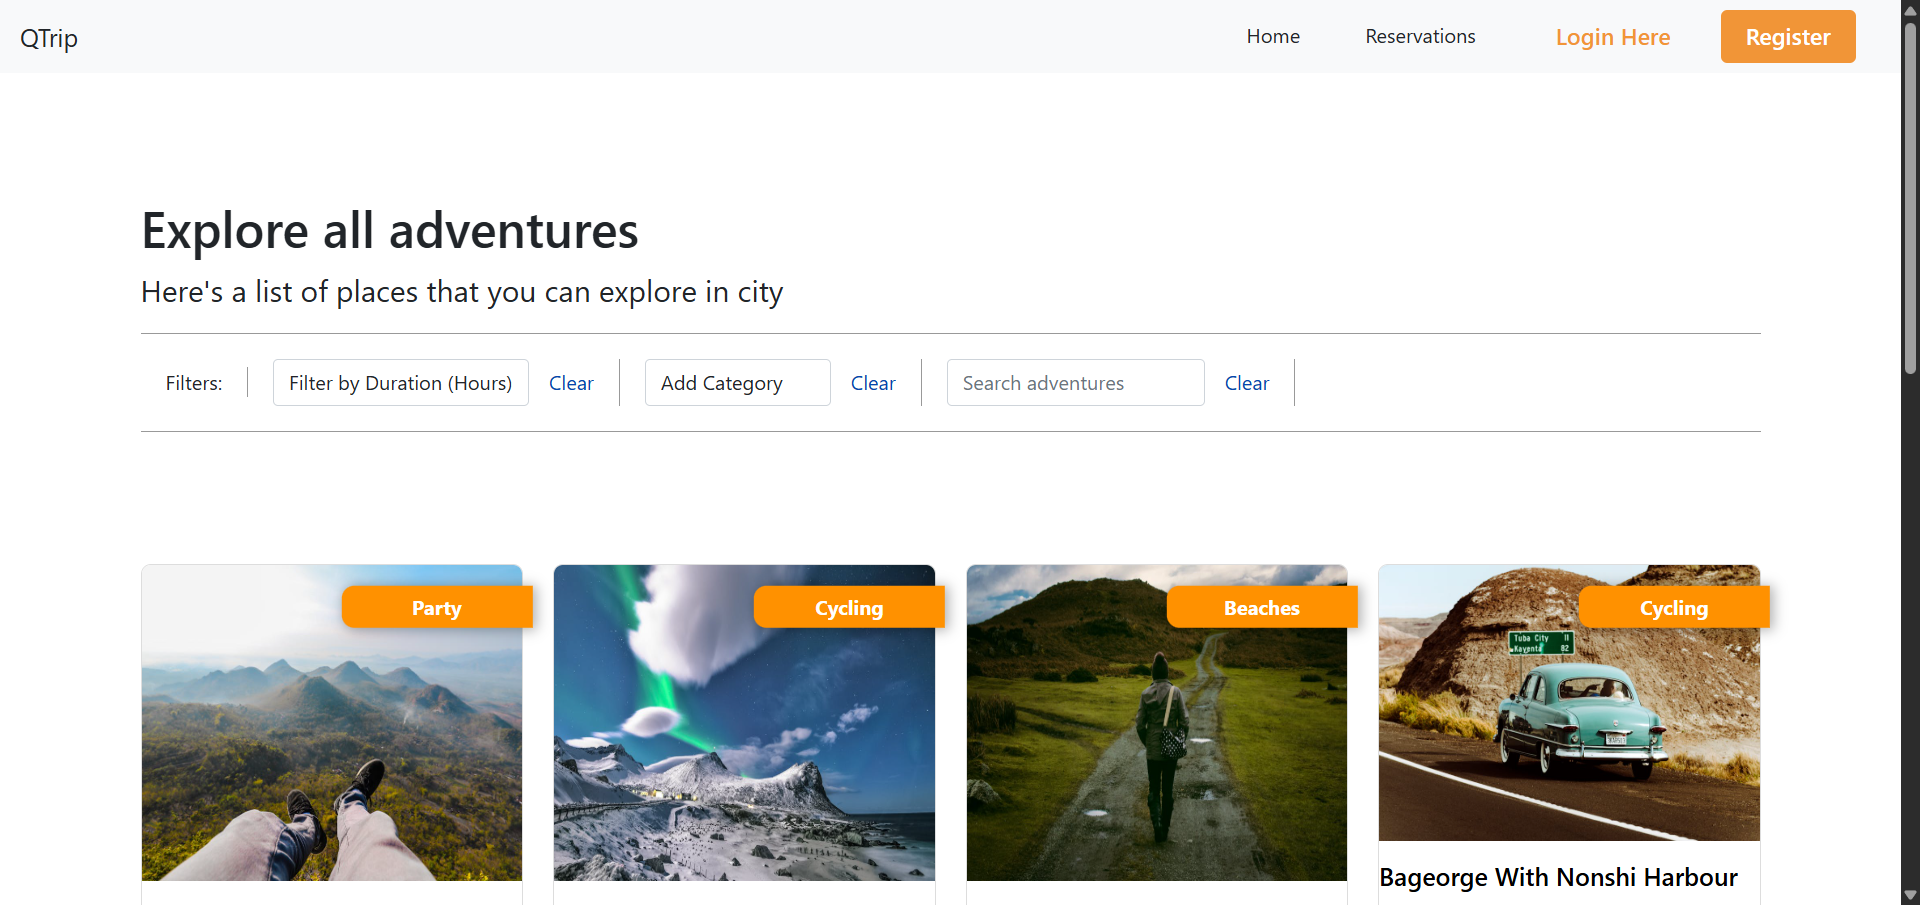 QTrip
Home
Reservations
Login Here
Register
Explore all adventures
Here's a list of places that you can explore in city
Filters:
Filter by Duration (Hours)
Clear
Add Category
Clear
Search adventures
Clear
Party
Cycling
Beaches
Cycling
Tuba City 11
Kayenta 82
Bageorge With Nonshi Harbour